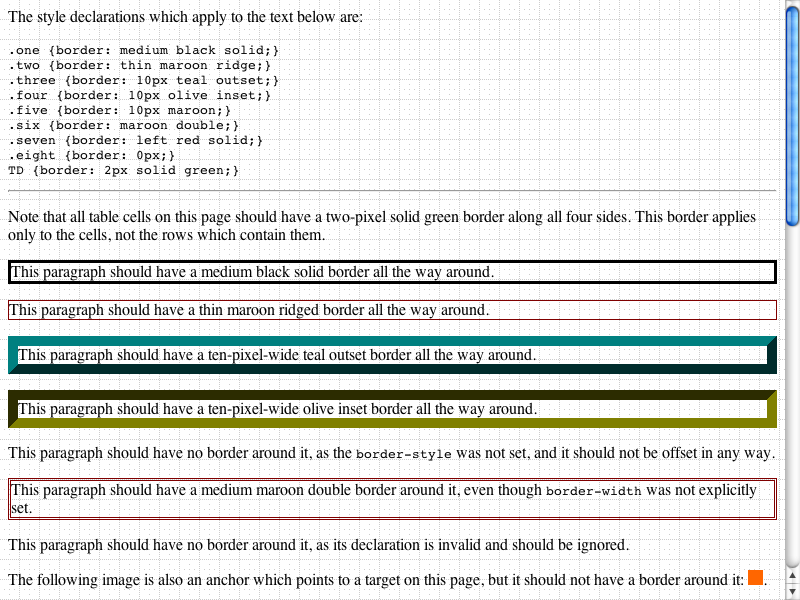 The style declarations which apply to the text below are:
.one {border: medium black solid;}
.two {border: thin maroon ridge;}
.three {border: 10px teal outset;}
.four {border: 10px olive inset;}
.five {border: 10px maroon;}
.six {border: maroon double;}
.seven {border: left red solid;}
.eight {border: 0px;}
TD {border: 2px solid green;}
Note that all table cells on this page should have a two-pixel solid green border along all four sides. This border applies
only to the cells, not the rows which contain them.
This paragraph should have a medium black solid border all the way around.
This paragraph should have a thin maroon ridged border all the way around.
This paragraph should have a ten-pixel-wide teal outset border all the way around.
This paragraph should have a ten-pixel-wide olive inset border all the way around.
This paragraph should have no border around it, as the border-style was not set, and it should not be offset in any way.
This paragraph should have a medium maroon double border around it, even though border-width was not explicitly
set.
This paragraph should have no border around it, as its declaration is invalid and should be ignored.
The following image is also an anchor which points to a target on this page, but it should not have a border around it: .